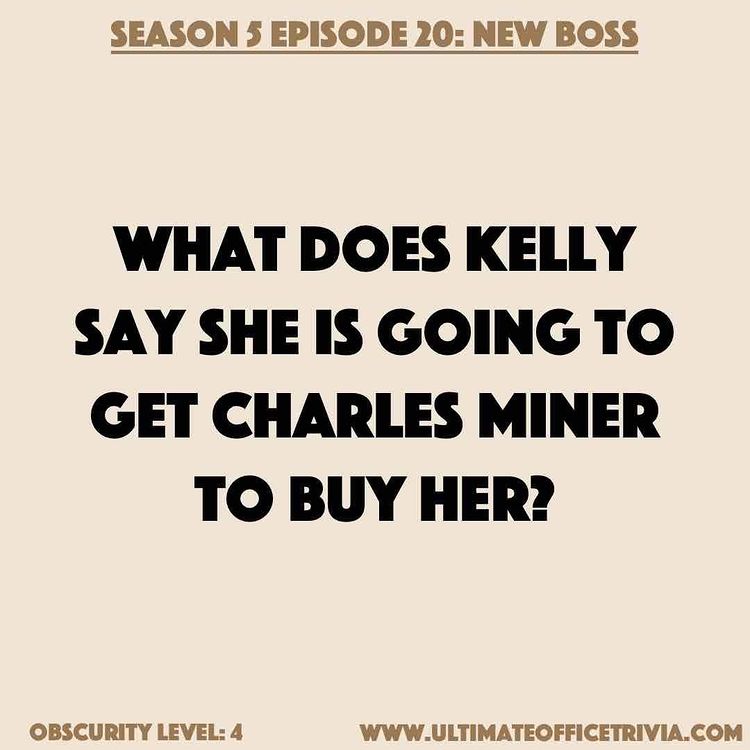 SEASON 5 EPISODE 20: NEW BOSS
WHAT DOES KELLY
SAY SHE IS GOING TO
GET CHARLES MINER
TO BUY HER?
OBSCURITY LEVEL: 4
WWW.ULTIMATEOFFICETRIVIA.COM